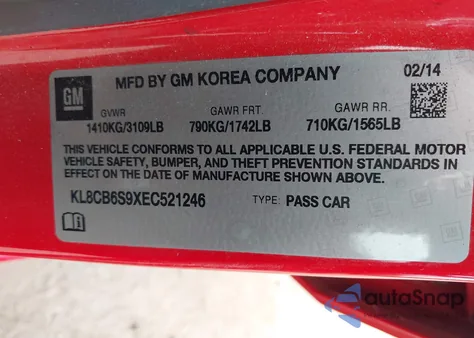 GM
MFD BY GM KOREA COMPANY 02/14
GVWR GAWR FRT. GAWR RR.
1410KG/3109LB 790KG/1742LB 710KG/1565LB
THIS VEHICLE CONFORMS TO ALL APPLICABLE U.S. FEDERAL MOTOR
VEHICLE SAFETY, BUMPER, AND THEFT PREVENTION STANDARDS IN
EFFECT ON THE DATE OF MANUFACTURE SHOWN ABOVE.
KL8CB6S9XEC521246 TYPE: PASS CAR
autoSnap